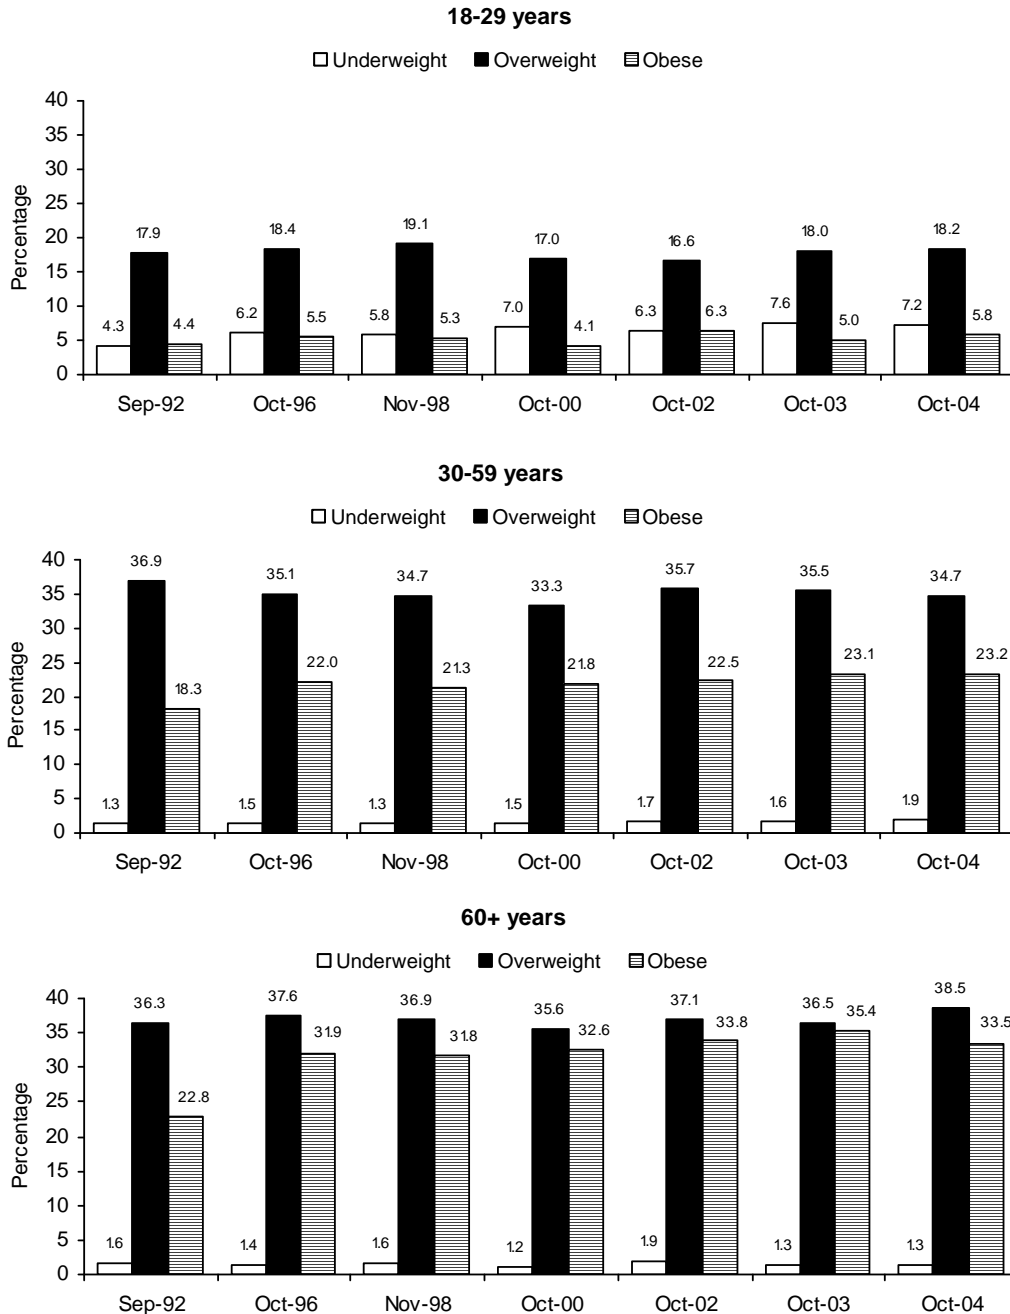 18-29 years
Underweight Overweight Obese
Percentage
40
35
30
25
20
15
10
5
0
17.9 18.4 19.1 17.0 16.6 18.0 18.2
4.3 4.4 6.2 5.5 5.8 5.3 7.0 4.1 6.3 6.3 7.6 5.0 7.2 5.8
Sep-92 Oct-96 Nov-98 Oct-00 Oct-02 Oct-03 Oct-04
30-59 years
Underweight Overweight Obese
Percentage
40
35
30
25
20
15
10
5
0
36.9 35.1 34.7 33.3 35.7 35.5 34.7
18.3 22.0 21.3 21.8 22.5 23.1 23.2
1.3 1.5 1.3 1.5 1.7 1.6 1.9
Sep-92 Oct-96 Nov-98 Oct-00 Oct-02 Oct-03 Oct-04
60+ years
Underweight Overweight Obese
Percentage
40
35
30
25
20
15
10
5
0
36.3 37.6 36.9 35.6 37.1 36.5 38.5
22.8 31.9 31.8 32.6 33.8 35.4 33.5
1.6 1.4 1.6 1.2 1.9 1.3 1.3
Sep-92 Oct-96 Nov-98 Oct-00 Oct-02 Oct-03 Oct-04